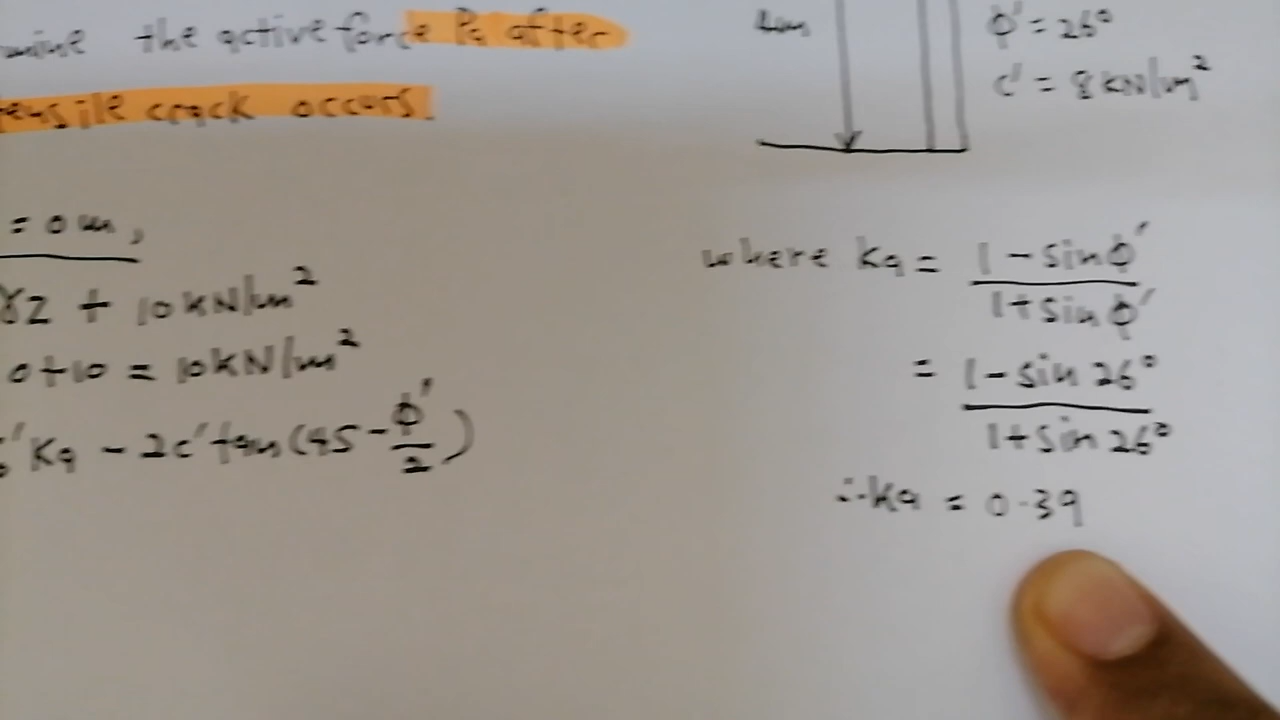 mine the active force Pa after
tensile crack occurs.
4m
ϕ' = 26°
c' = 8 kN/m²
= 0 m,
γz + 10 kN/m²
0 + 10 = 10 kN/m²
σo' Ka - 2c' tan(45 - ϕ'/2)
where Ka = 1 - sin ϕ' / 1 + sin ϕ'
= 1 - sin 26° / 1 + sin 26°
∴ Ka = 0.39